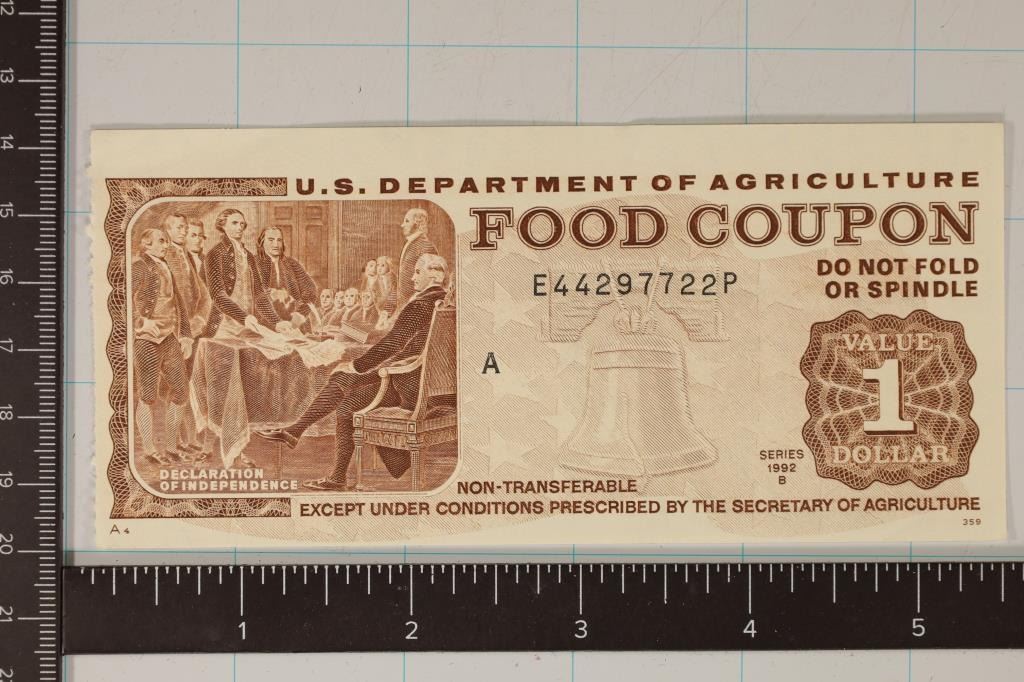 U.S. DEPARTMENT OF AGRICULTURE
FOOD COUPON
E44297722P
DO NOT FOLD
OR SPINDLE
A
VALUE
1
DOLLAR
SERIES
1992
B
DECLARATION
OF INDEPENDENCE
NON-TRANSFERABLE
EXCEPT UNDER CONDITIONS PRESCRIBED BY THE SECRETARY OF AGRICULTURE
A 4
359
12
13
14
15
16
17
18
19
20
21
1 2 3 4 5